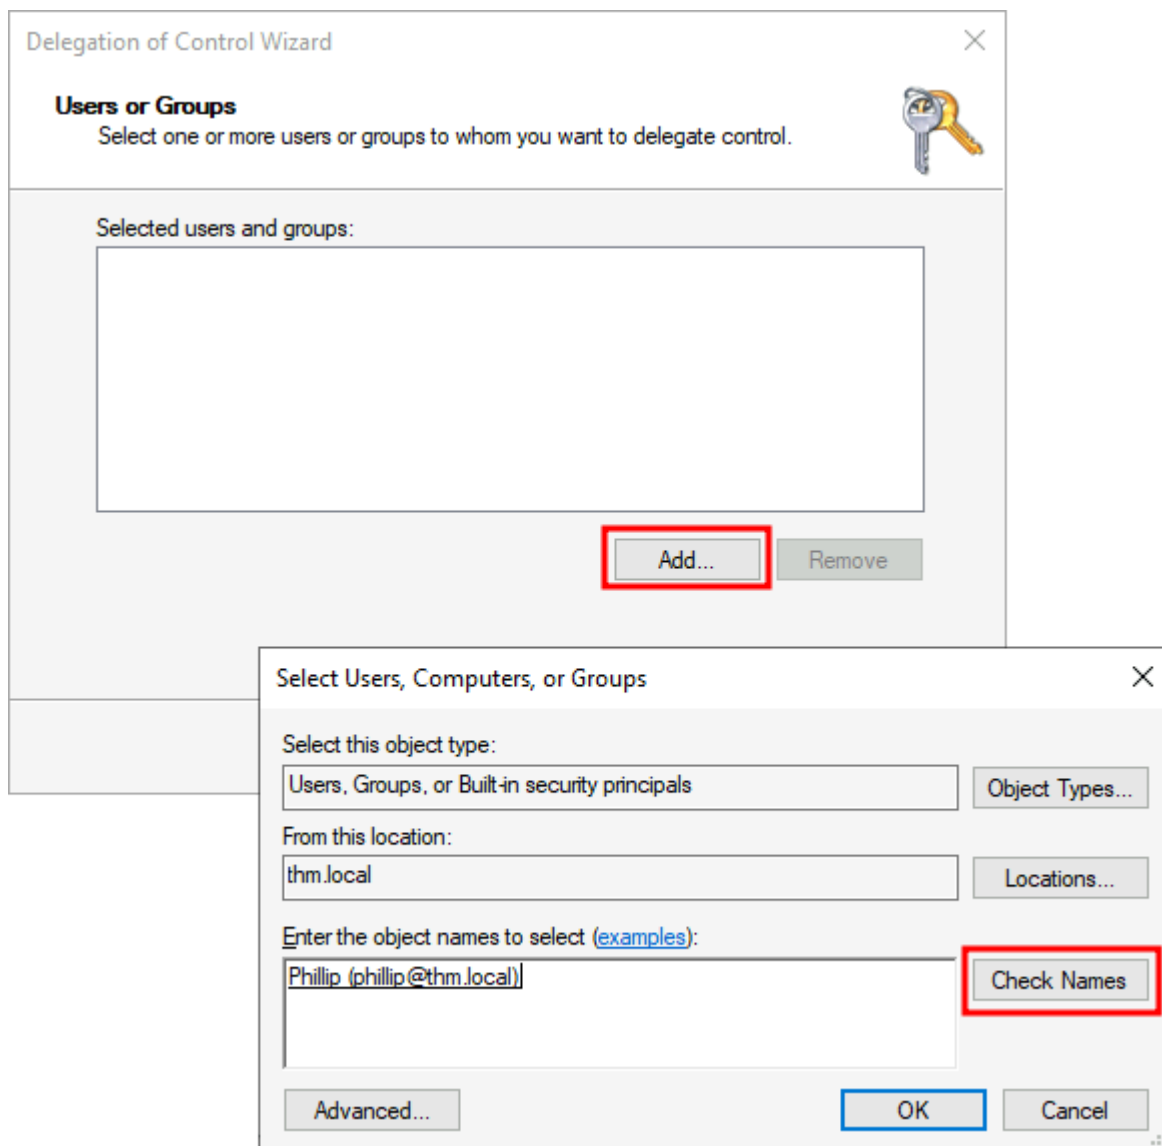 Delegation of Control Wizard
Users or Groups
Select one or more users or groups to whom you want to delegate control.
Selected users and groups:
Add...
Remove
Select Users, Computers, or Groups
Select this object type:
Users, Groups, or Built-in security principals
Object Types...
From this location:
thm.local
Locations...
Enter the object names to select (examples):
Phillip (phillip@thm.local)
Check Names
Advanced...
OK
Cancel